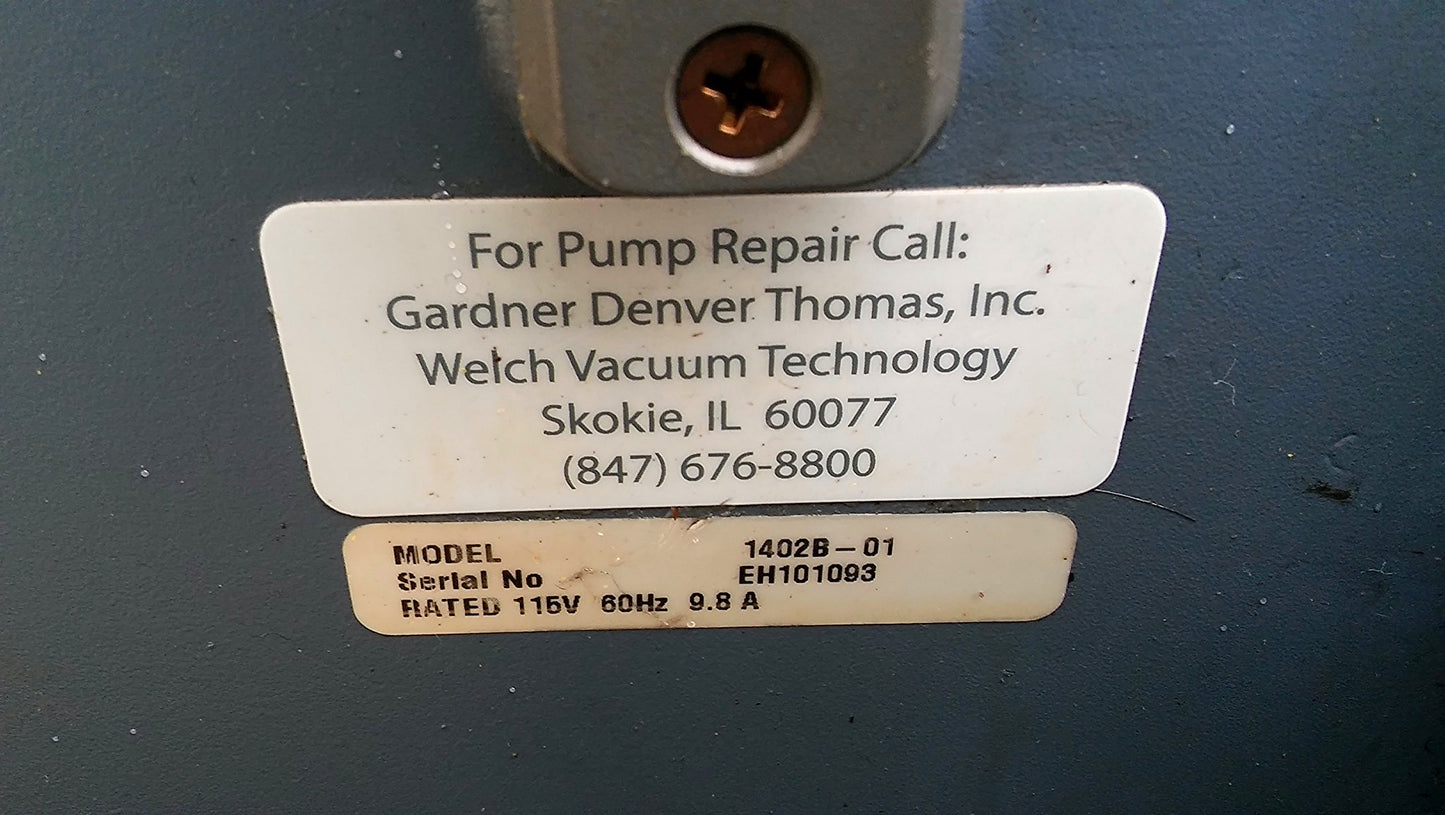 For Pump Repair Call:
Gardner Denver Thomas, Inc.
Welch Vacuum Technology
Skokie, IL 60077
(847) 676-8800
MODEL 1402B-01
Serial No EH101093
RATED 115V 60Hz 9.8 A